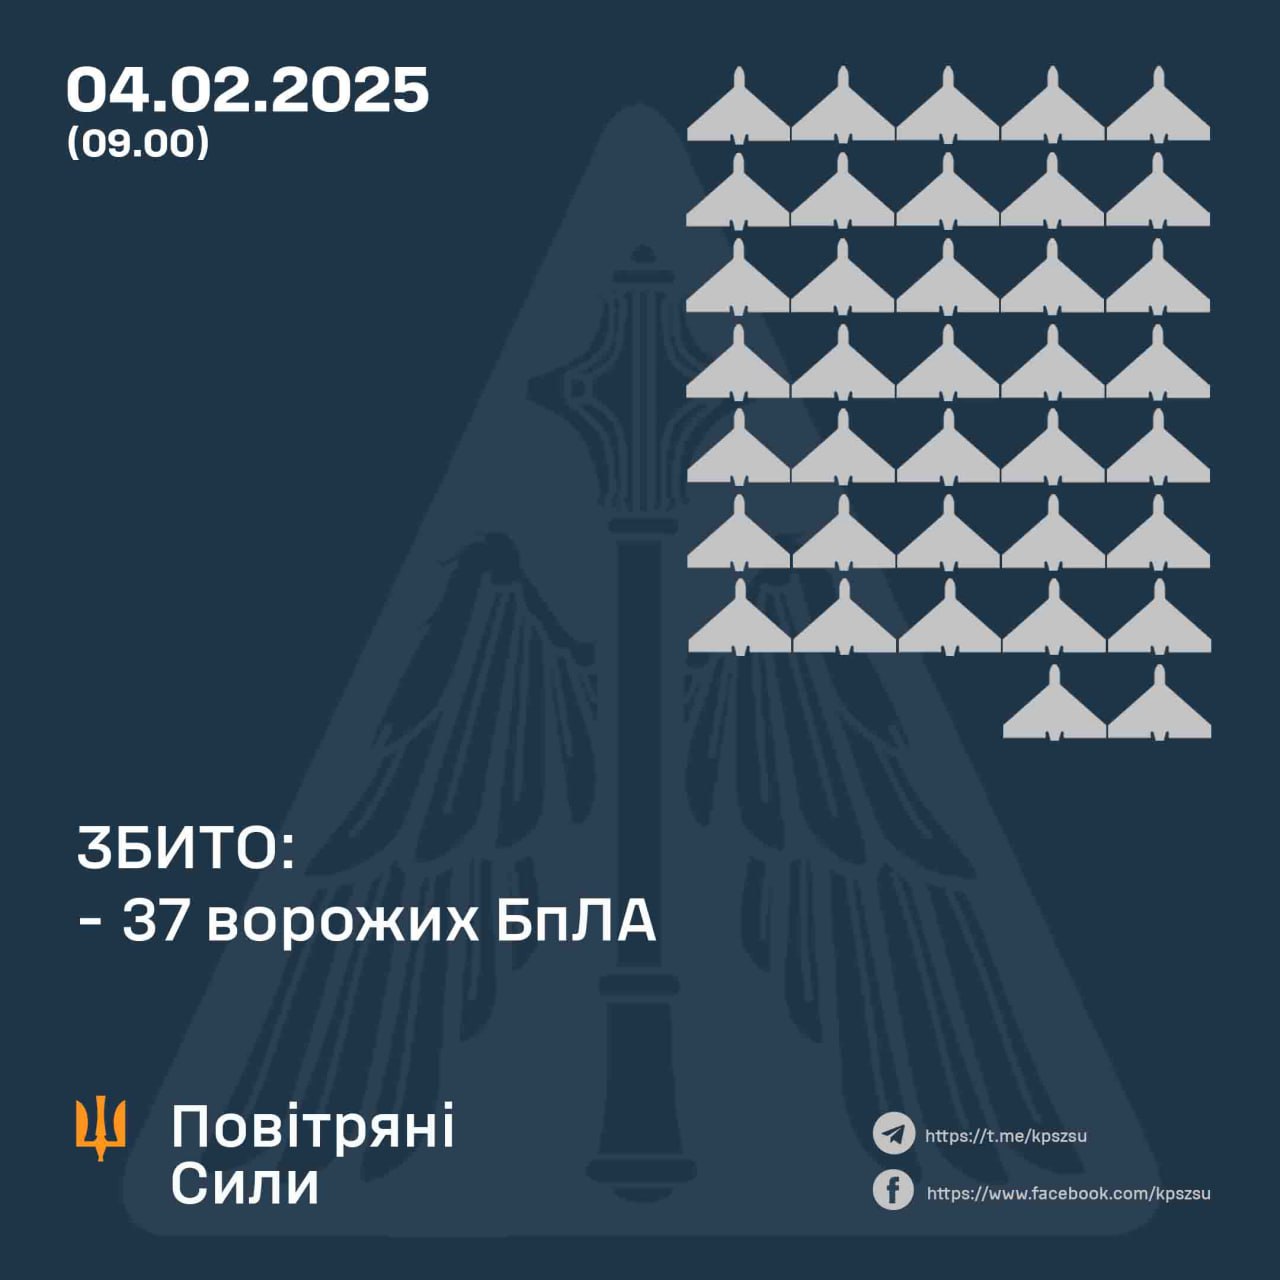 04.02.2025
(09.00)
ЗБИТО:
- 37 ворожих БпЛА
Повітряні
Сили
https://t.me/kpszsu
https://www.facebook.com/kpszsu